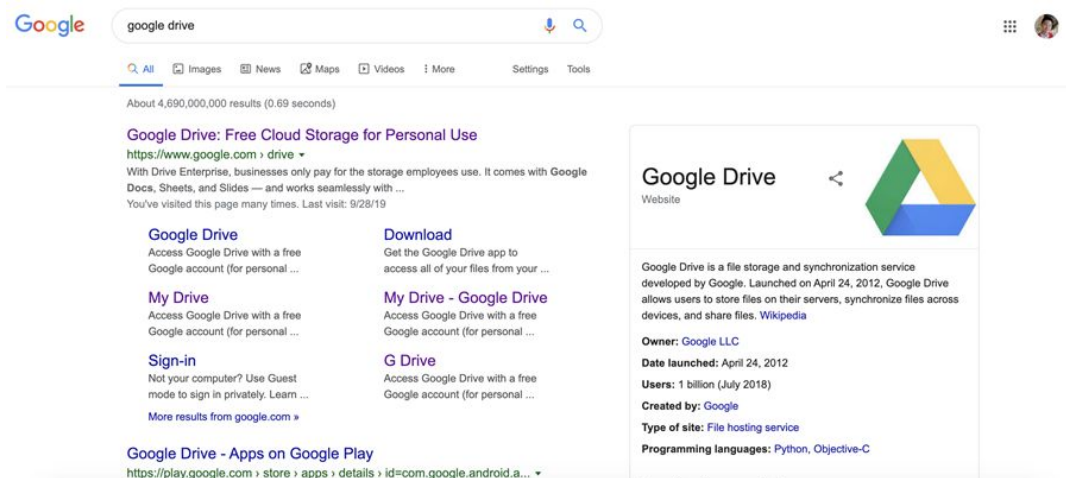 Google
google drive
All Images News Maps Videos More Settings Tools
About 4,690,000,000 results (0.69 seconds)
Google Drive: Free Cloud Storage for Personal Use
https://www.google.com › drive
With Drive Enterprise, businesses only pay for the storage employees use. It comes with Google
Docs, Sheets, and Slides — and works seamlessly with ...
You've visited this page many times. Last visit: 9/28/19
Google Drive
Access Google Drive with a free
Google account (for personal ...
Download
Get the Google Drive app to
access all of your files from your ...
My Drive
Access Google Drive with a free
Google account (for personal ...
My Drive - Google Drive
Access Google Drive with a free
Google account (for personal ...
Sign-in
Not your computer? Use Guest
mode to sign in privately. Learn ...
G Drive
Access Google Drive with a free
Google account (for personal ...
More results from google.com »
Google Drive - Apps on Google Play
https://play.google.com › store › apps › details › id=com.google.android.a...
Google Drive
Website
Google Drive is a file storage and synchronization service
developed by Google. Launched on April 24, 2012, Google Drive
allows users to store files on their servers, synchronize files across
devices, and share files. Wikipedia
Owner: Google LLC
Date launched: April 24, 2012
Users: 1 billion (July 2018)
Created by: Google
Type of site: File hosting service
Programming languages: Python, Objective-C